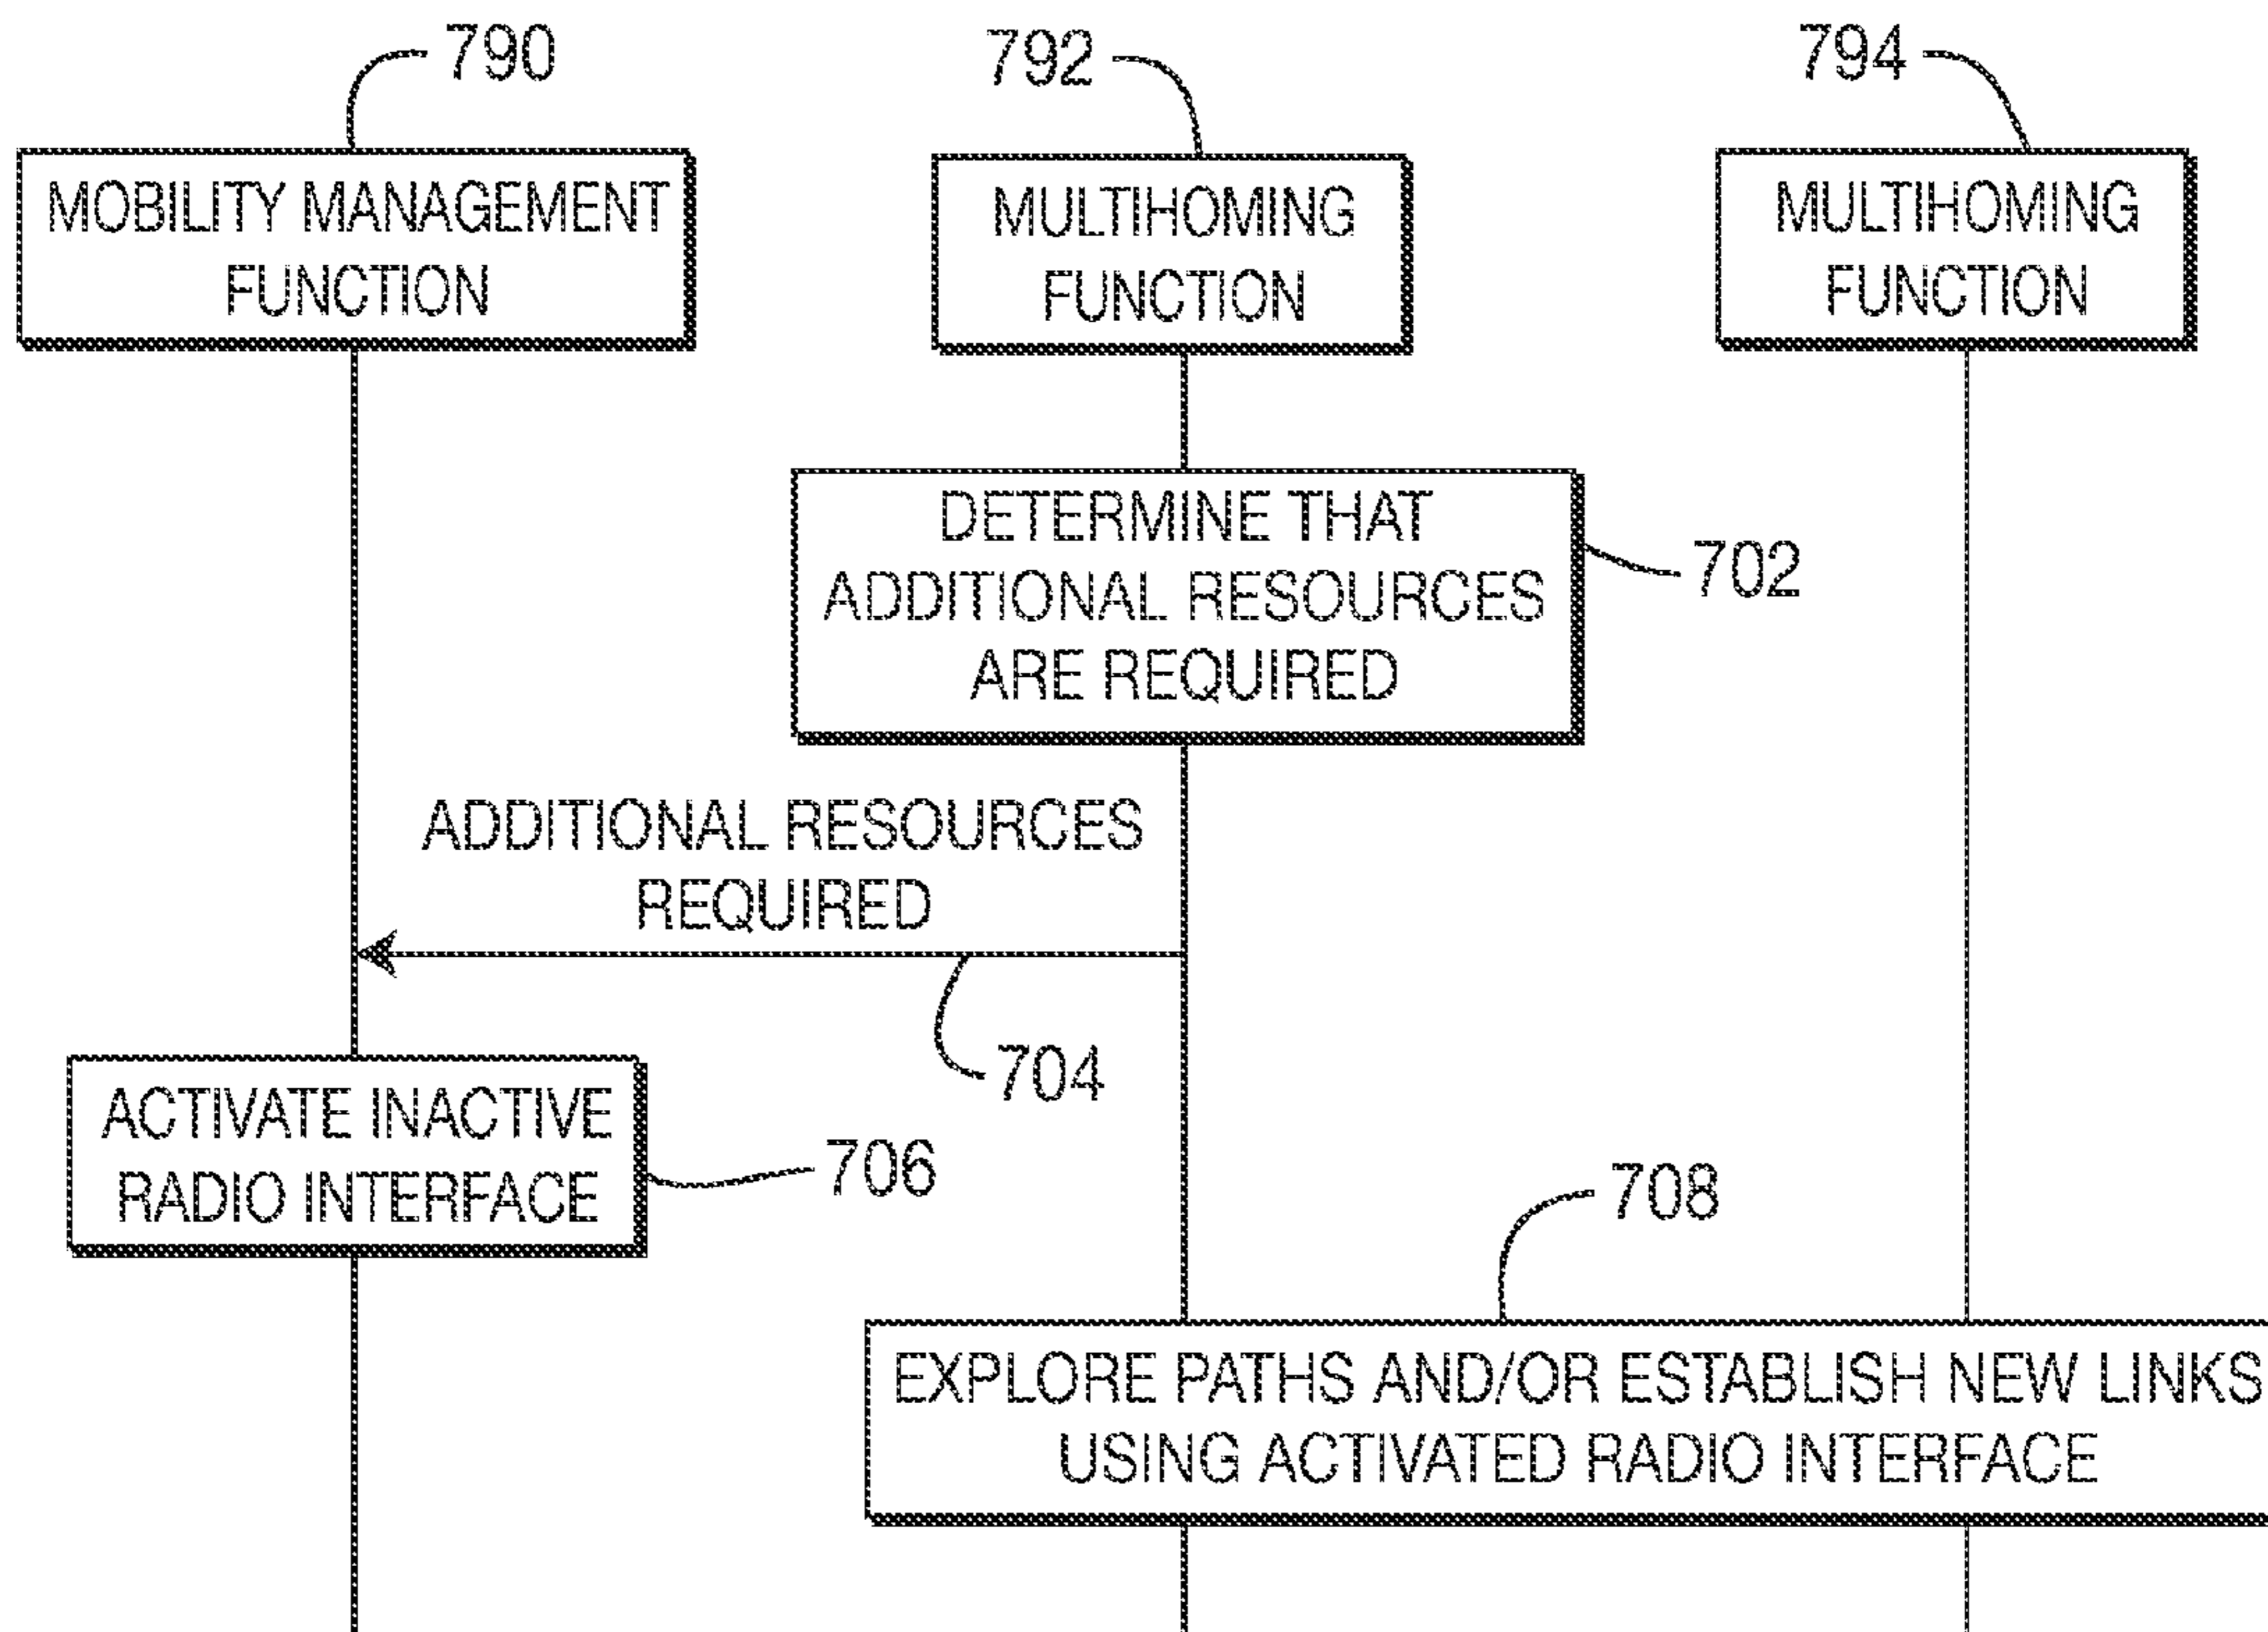 790
792
794
MOBILITY MANAGEMENT
FUNCTION
MULTIHOMING
FUNCTION
MULTIHOMING
FUNCTION
DETERMINE THAT
ADDITIONAL RESOURCES
ARE REQUIRED
702
ADDITIONAL RESOURCES
REQUIRED
704
ACTIVATE INACTIVE
RADIO INTERFACE
706
708
EXPLORE PATHS AND/OR ESTABLISH NEW LINKS
USING ACTIVATED RADIO INTERFACE